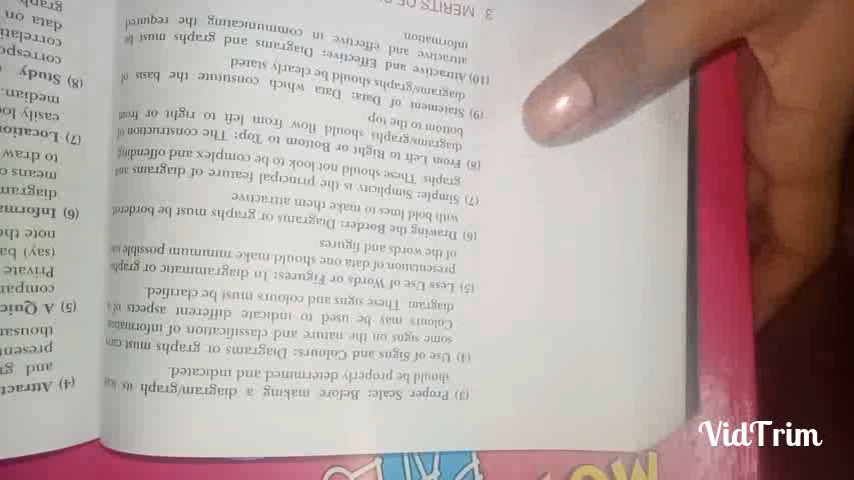 (3) Proper Scale: Before making a diagram/graph its
should be properly determined and indicated.
(4) Use of Signs and Colours: Diagrams or graphs must carry
some signs on the nature and classification of information
Colours may be used to indicate different aspects of
diagram These signs and colours must be clarified.
(5) Less Use of Words or Figures: In diagrammatic or graphic
presentation of data one should make minimum possible use
of the words and figures
(6) Drawing the Border: Diagrams or graphs must be bordered
with bold lines to make them attractive
(7) Simple: Simplicity is the principal feature of diagrams and
graphs. These should not look to be complex and offending
(8) From Left to Right or Bottom to Top: The construction of
diagrams/graphs should flow from left to right or from
bottom to the top
(9) Statement of Data: Data which constitute the basis of
diagrams/graphs should be clearly stated
(10) Attractive and Effective: Diagrams and graphs must be
attractive and effective in communicating the required
information
3 MERITS OF
(4)
and
present
thousan
(5) A Quic
compar
Private
(say) ba
note the
(6) Informa
diagram
means o
to draw
(7) Location
easily loc
median.
(8) Study
correspo
correlatio
data on
graph
VidTrim